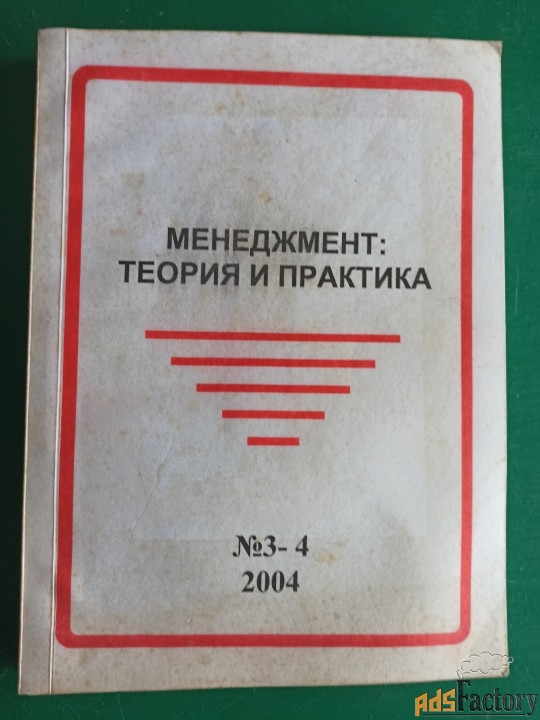 МЕНЕДЖМЕНТ:
ТЕОРИЯ И ПРАКТИКА
№3- 4
2004
AdsFactory